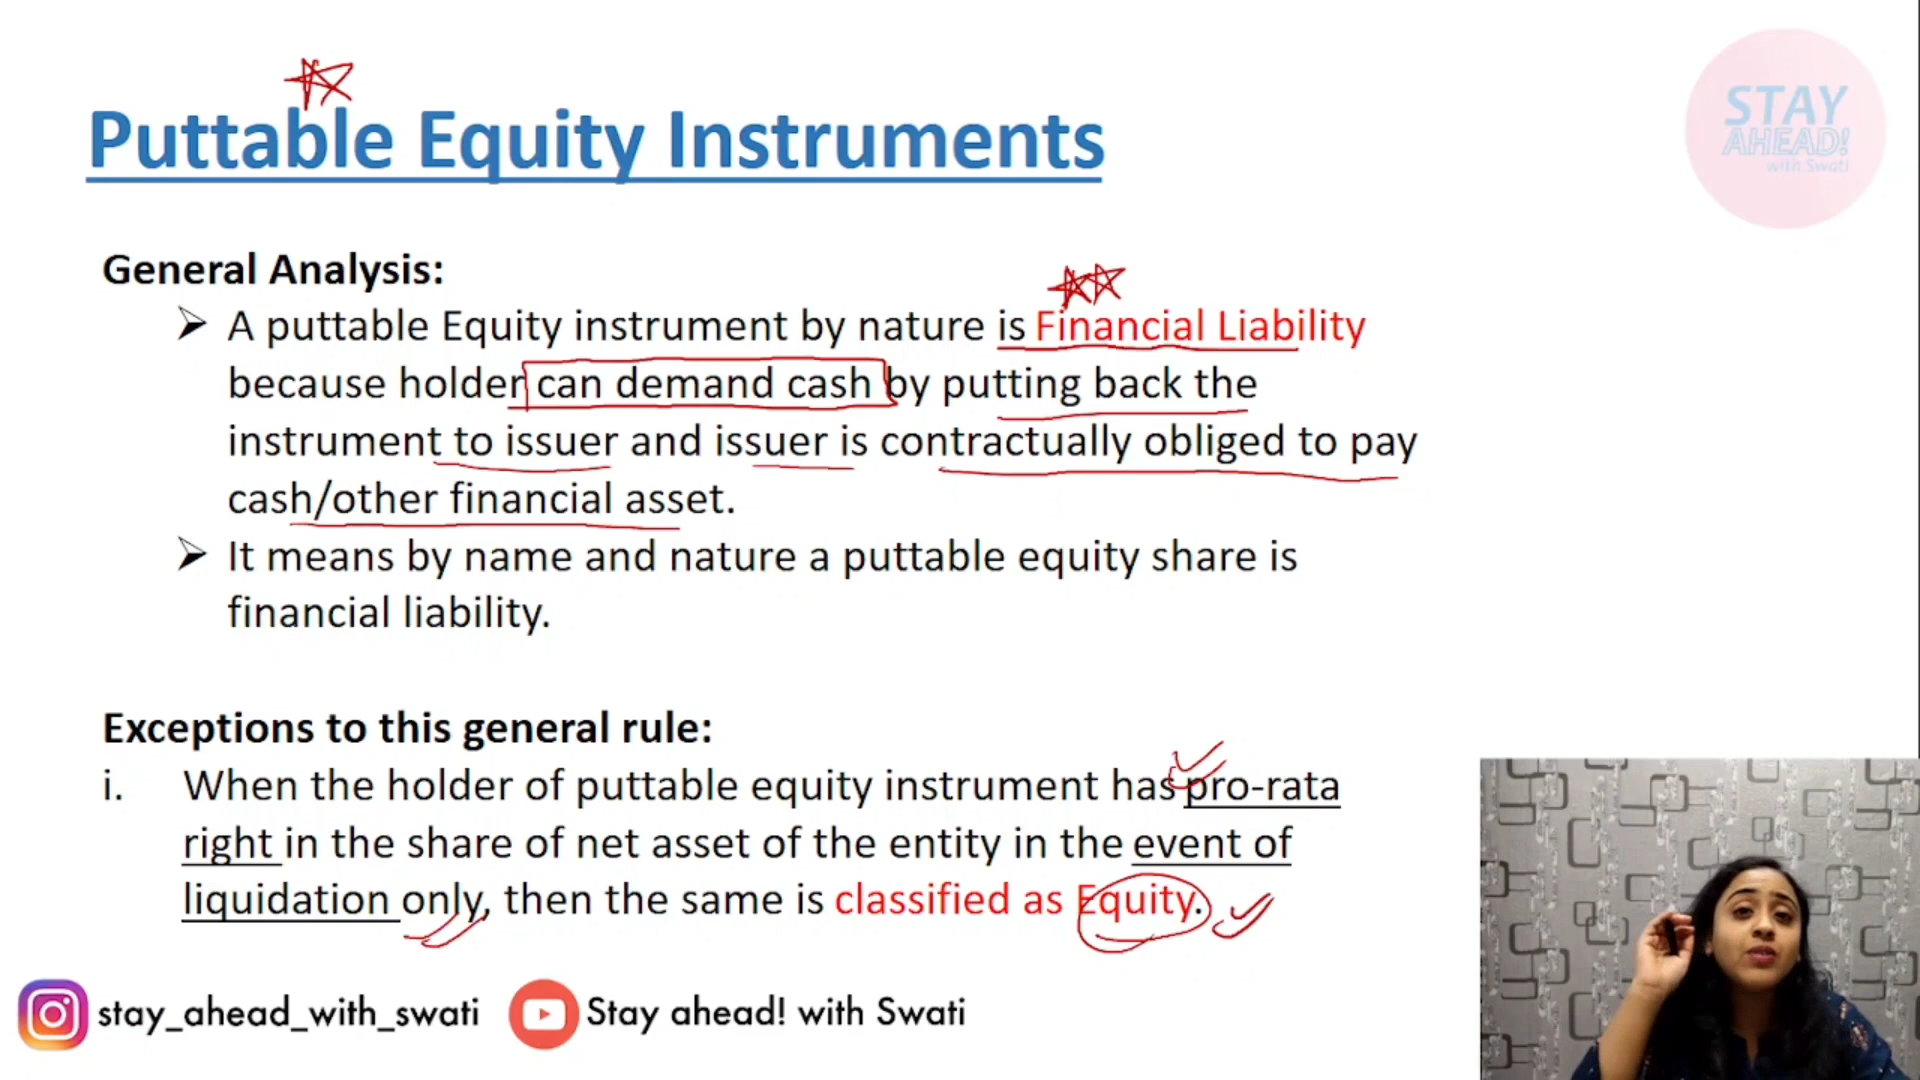 Puttable Equity Instruments
STAY
AHEAD!
with Swati
General Analysis:
➢ A puttable Equity instrument by nature is Financial Liability
because holder can demand cash by putting back the
instrument to issuer and issuer is contractually obliged to pay
cash/other financial asset.
➢ It means by name and nature a puttable equity share is
financial liability.
Exceptions to this general rule:
i. When the holder of puttable equity instrument has pro-rata
right in the share of net asset of the entity in the event of
liquidation only, then the same is classified as Equity.
stay_ahead_with_swati Stay ahead! with Swati